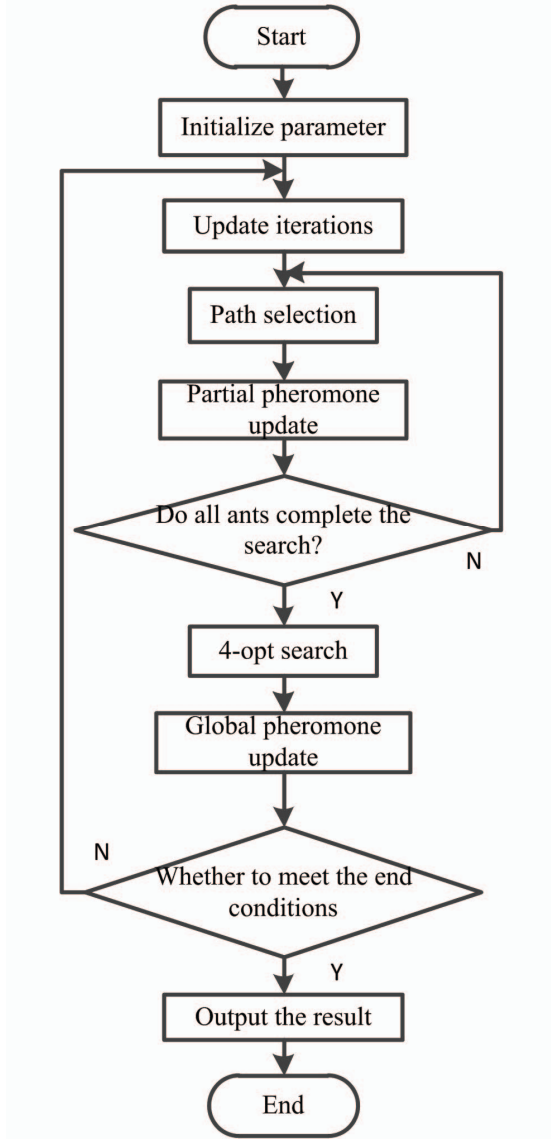 Start
Initialize parameter
Update iterations
Path selection
Partial pheromone
update
Do all ants complete the
search?
N
Y
4-opt search
Global pheromone
update
N
Whether to meet the end
conditions
Y
Output the result
End